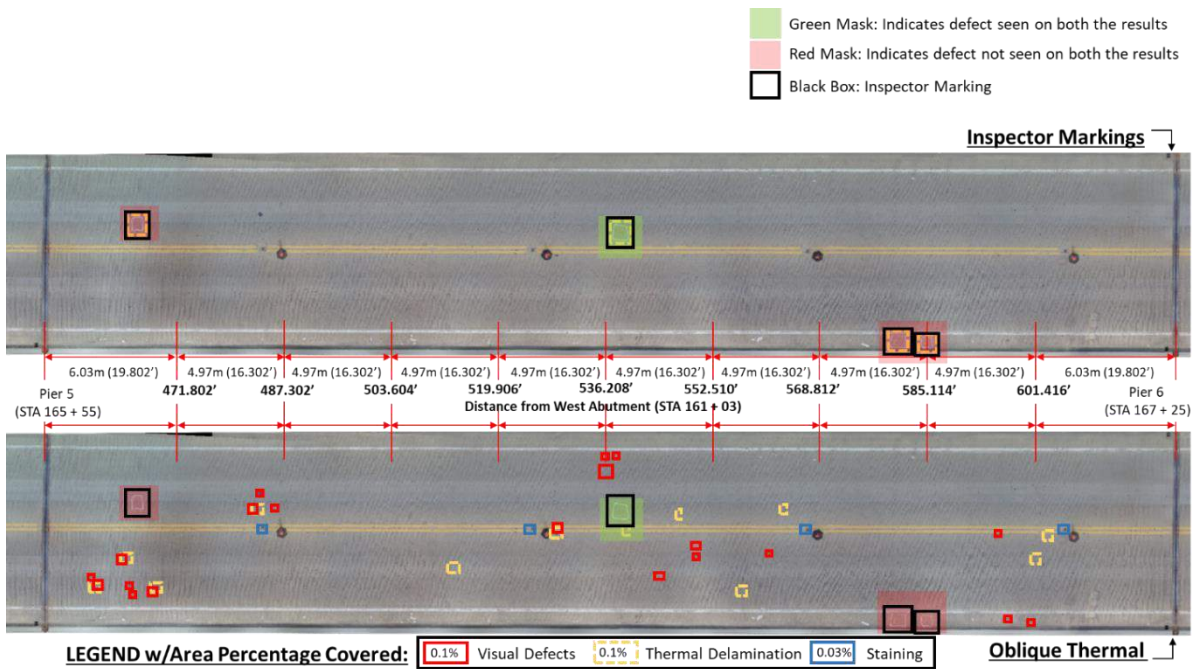 Green Mask: Indicates defect seen on both the results
Red Mask: Indicates defect not seen on both the results
Black Box: Inspector Marking
Inspector Markings
6.03m (19.802') 4.97m (16.302') 4.97m (16.302') 4.97m (16.302') 4.97m (16.302') 4.97m (16.302') 4.97m (16.302') 4.97m (16.302') 4.97m (16.302') 6.03m (19.802')
Pier 5 471.802’ 487.302’ 503.604’ 519.906’ 536.208’ 552.510’ 568.812’ 585.114’ 601.416’ Pier 6
(STA 165 + 55) Distance from West Abutment (STA 161 + 03) (STA 167 + 25)
LEGEND w/Area Percentage Covered: 0.1% Visual Defects 0.1% Thermal Delamination 0.03% Staining Oblique Thermal